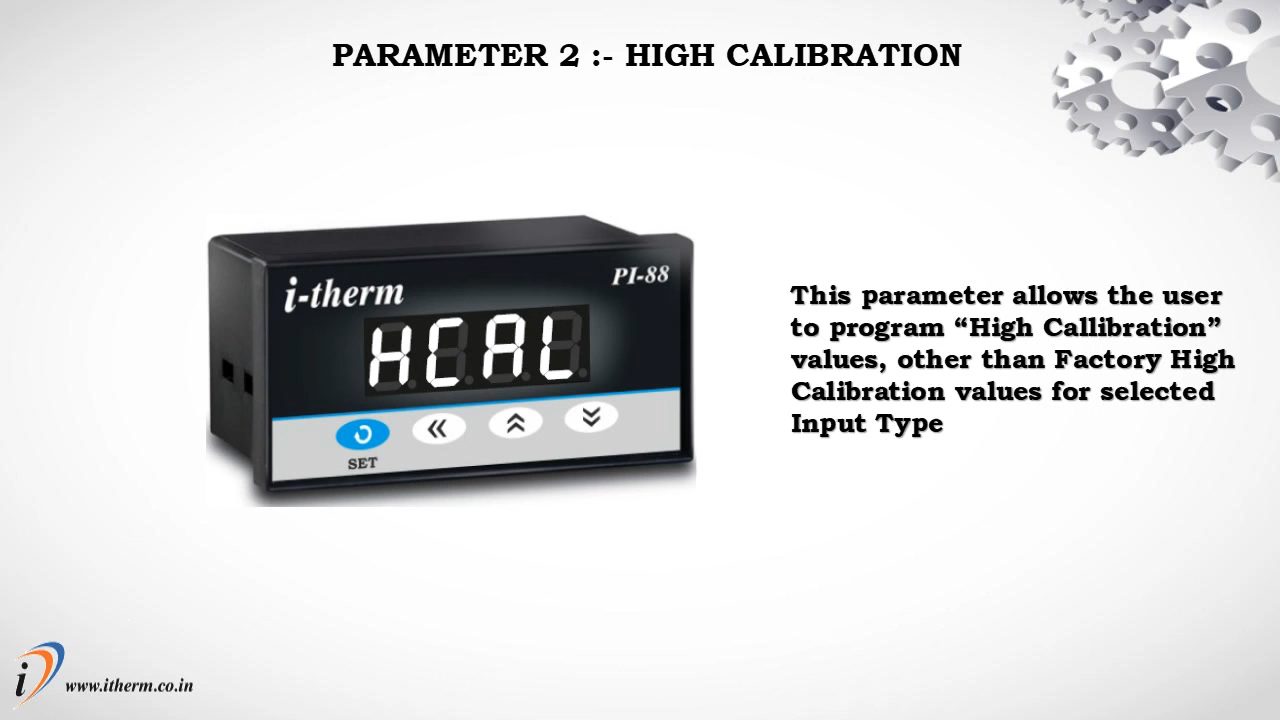 PARAMETER 2 :- HIGH CALIBRATION
i-therm
PI-88
HCAL
SET
This parameter allows the user
to program “High Callibration”
values, other than Factory High
Calibration values for selected
Input Type
i
www.itherm.co.in